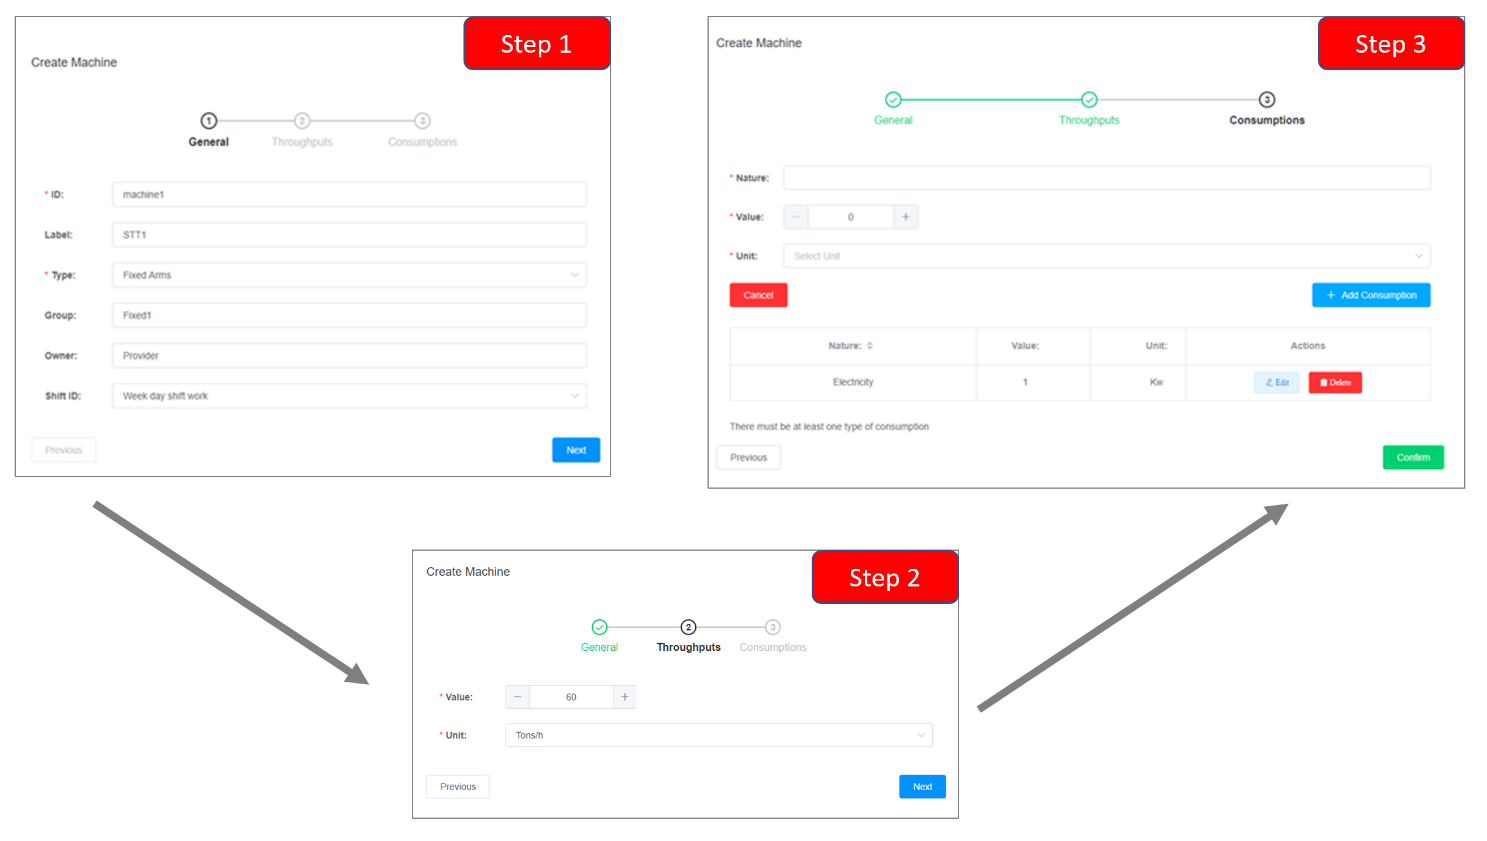 Step 1
Create Machine
1 2 3
General Throughputs Consumptions
* ID: machine1
Label: STT1
* Type: Fixed Arms
Group: Fixed1
Owner: Provider
Shift ID: Week day shift work
Previous Next
Step 2
Create Machine
2 3
General Throughputs Consumptions
* Value: − 60 +
* Unit: Tons/h
Previous Next
Step 3
Create Machine
3
General Throughputs Consumptions
* Nature:
* Value: − 0 +
* Unit: Select Unit
Cancel + Add Consumption
Nature: Value: Unit: Actions
Electricity 1 Kw Edit Delete
There must be at least one type of consumption
Previous Confirm